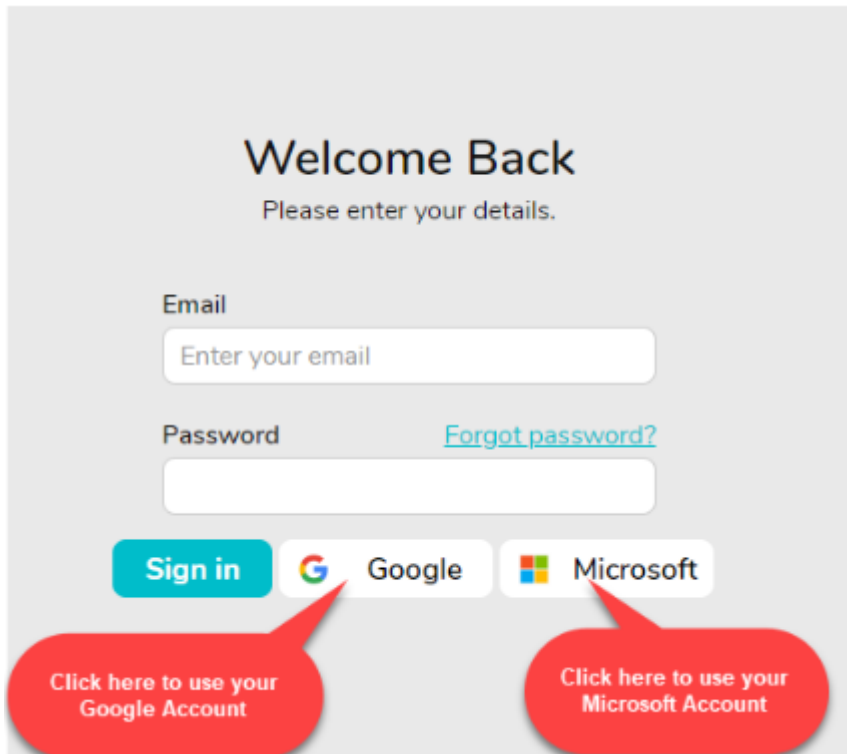 Welcome Back
Please enter your details.
Email
Enter your email
Password Forgot password?
Sign in Google Microsoft
Click here to use your
Google Account
Click here to use your
Microsoft Account